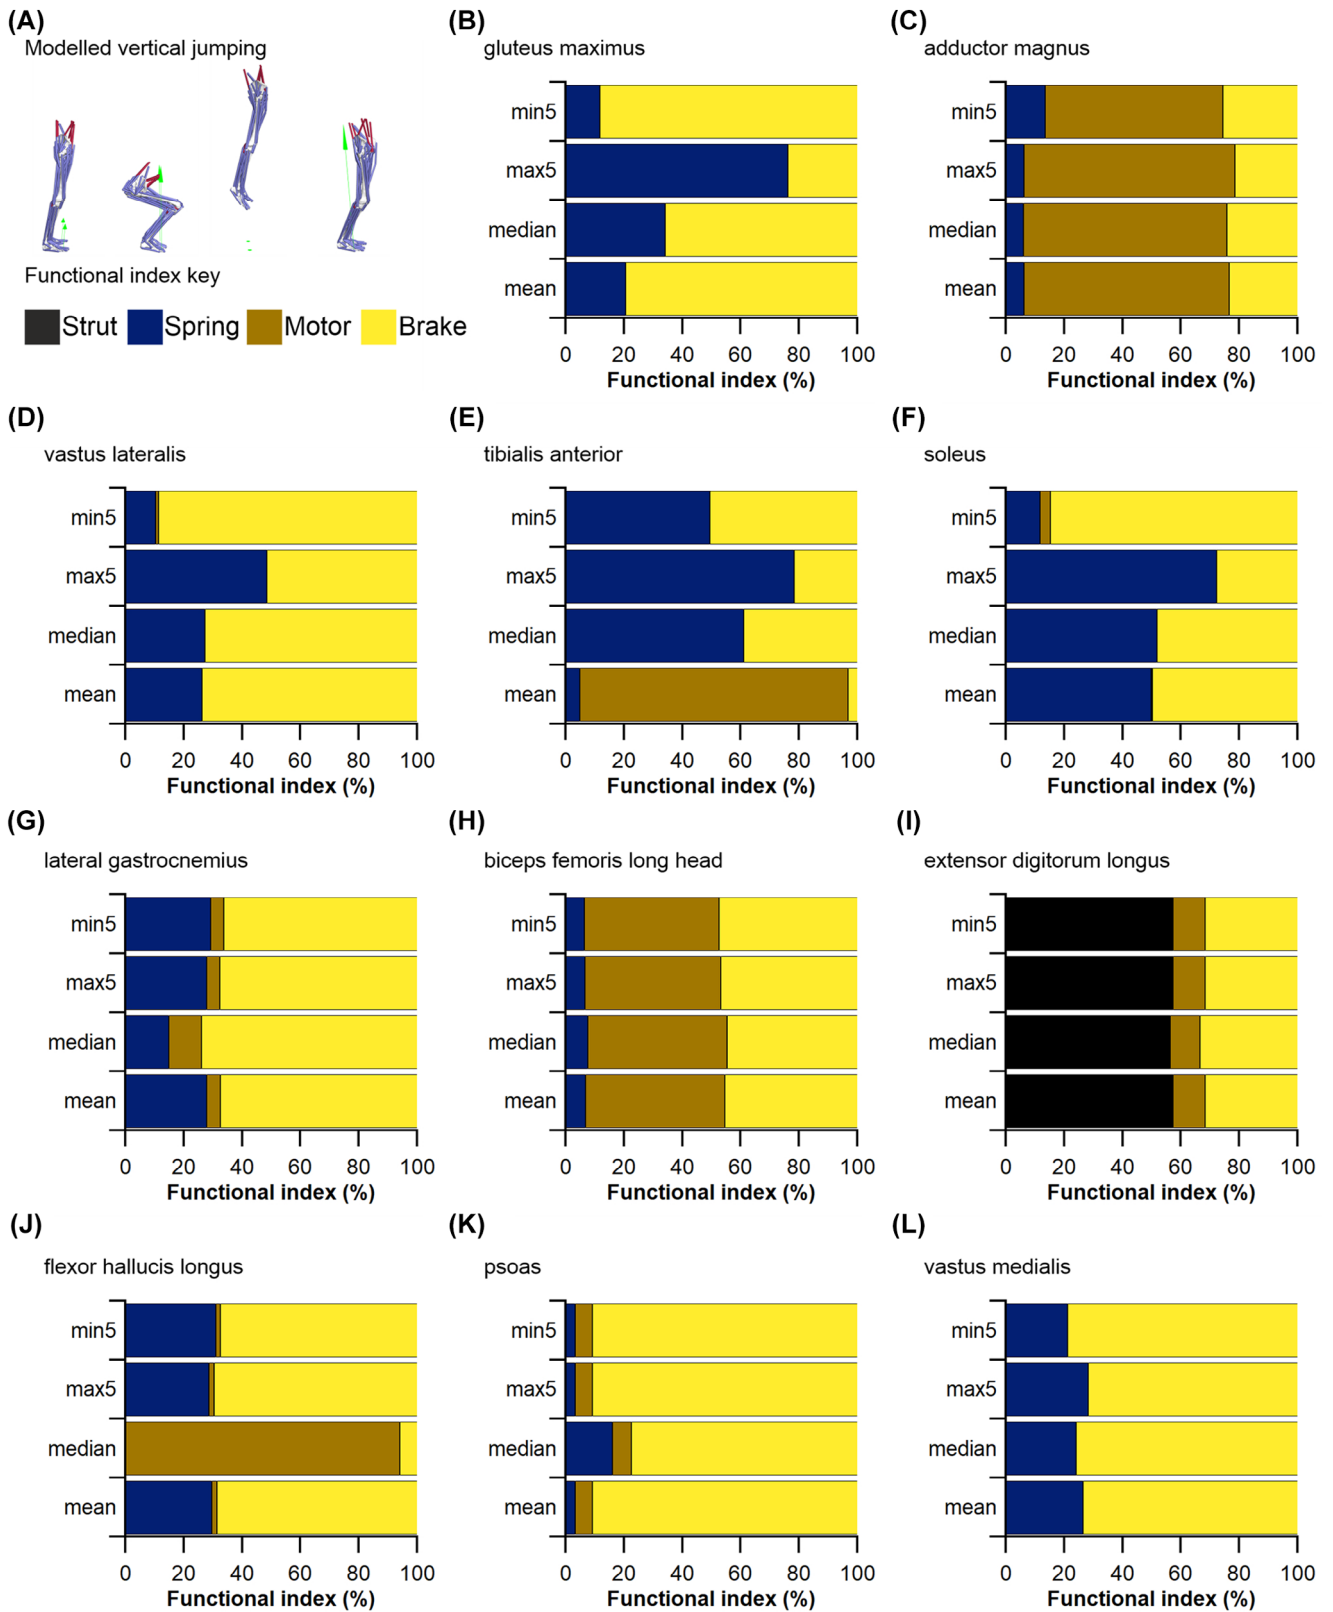 (A)
Modelled vertical jumping
Functional index key
Strut Spring Motor Brake
(B)
gluteus maximus
min5
max5
median
mean
0 20 40 60 80 100
Functional index (%)
(C)
adductor magnus
min5
max5
median
mean
0 20 40 60 80 100
Functional index (%)
(D)
vastus lateralis
min5
max5
median
mean
0 20 40 60 80 100
Functional index (%)
(E)
tibialis anterior
min5
max5
median
mean
0 20 40 60 80 100
Functional index (%)
(F)
soleus
min5
max5
median
mean
0 20 40 60 80 100
Functional index (%)
(G)
lateral gastrocnemius
min5
max5
median
mean
0 20 40 60 80 100
Functional index (%)
(H)
biceps femoris long head
min5
max5
median
mean
0 20 40 60 80 100
Functional index (%)
(I)
extensor digitorum longus
min5
max5
median
mean
0 20 40 60 80 100
Functional index (%)
(J)
flexor hallucis longus
min5
max5
median
mean
0 20 40 60 80 100
Functional index (%)
(K)
psoas
min5
max5
median
mean
0 20 40 60 80 100
Functional index (%)
(L)
vastus medialis
min5
max5
median
mean
0 20 40 60 80 100
Functional index (%)